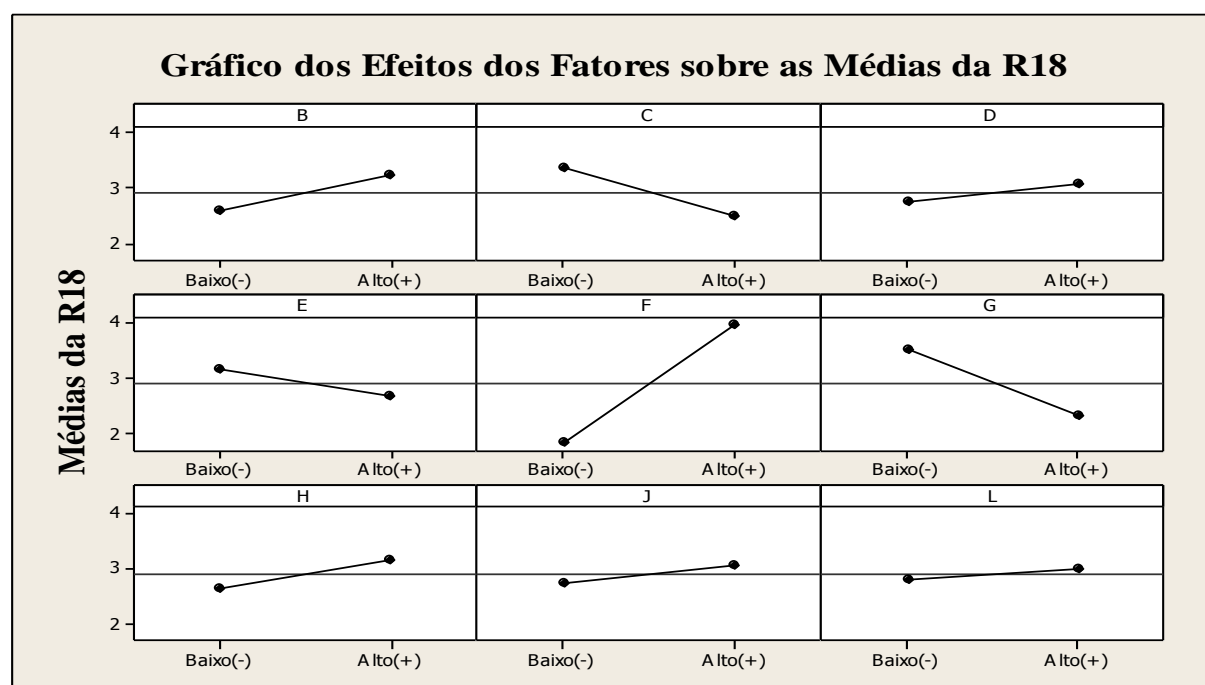 Gráfico dos Efeitos dos Fatores sobre as Médias da R18
Médias da R18
B C D
4
3
2
Baixo(-) Alto(+) Baixo(-) Alto(+) Baixo(-) Alto(+)
E F G
4
3
2
Baixo(-) Alto(+) Baixo(-) Alto(+) Baixo(-) Alto(+)
H J L
4
3
2
Baixo(-) Alto(+) Baixo(-) Alto(+) Baixo(-) Alto(+)